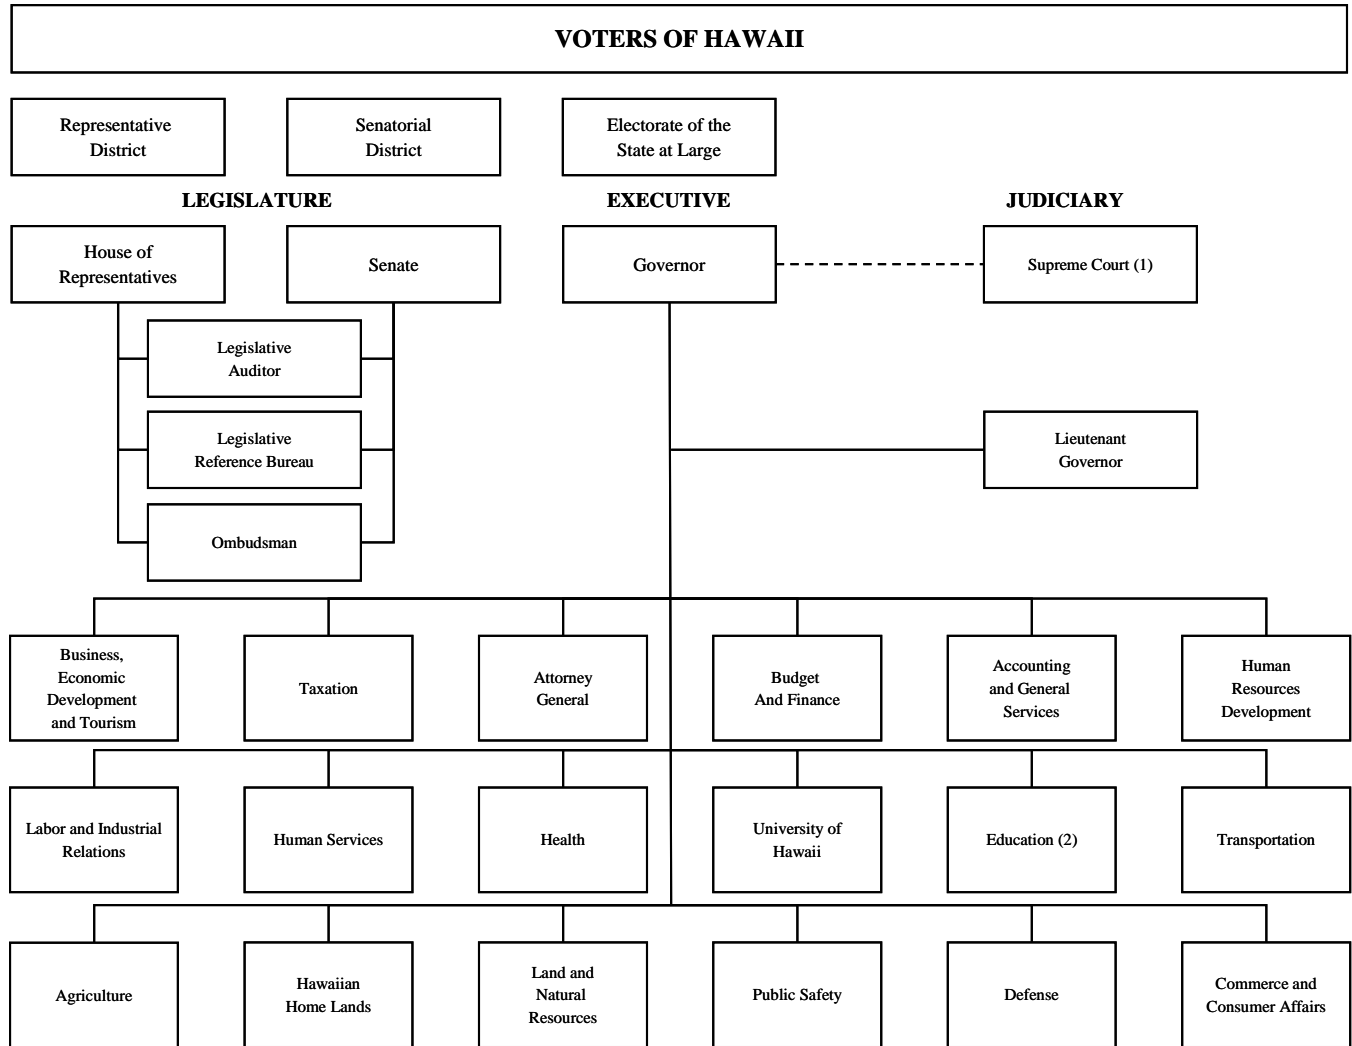 VOTERS OF HAWAII
Representative
District
Senatorial
District
Electorate of the
State at Large
LEGISLATURE
EXECUTIVE
JUDICIARY
House of
Representatives
Senate
Governor
Supreme Court (1)
Legislative
Auditor
Legislative
Reference Bureau
Ombudsman
Lieutenant
Governor
Business,
Economic
Development
and Tourism
Taxation
Attorney
General
Budget
And Finance
Accounting
and General
Services
Human
Resources
Development
Labor and Industrial
Relations
Human Services
Health
University of
Hawaii
Education (2)
Transportation
Agriculture
Hawaiian
Home Lands
Land and
Natural
Resources
Public Safety
Defense
Commerce and
Consumer Affairs